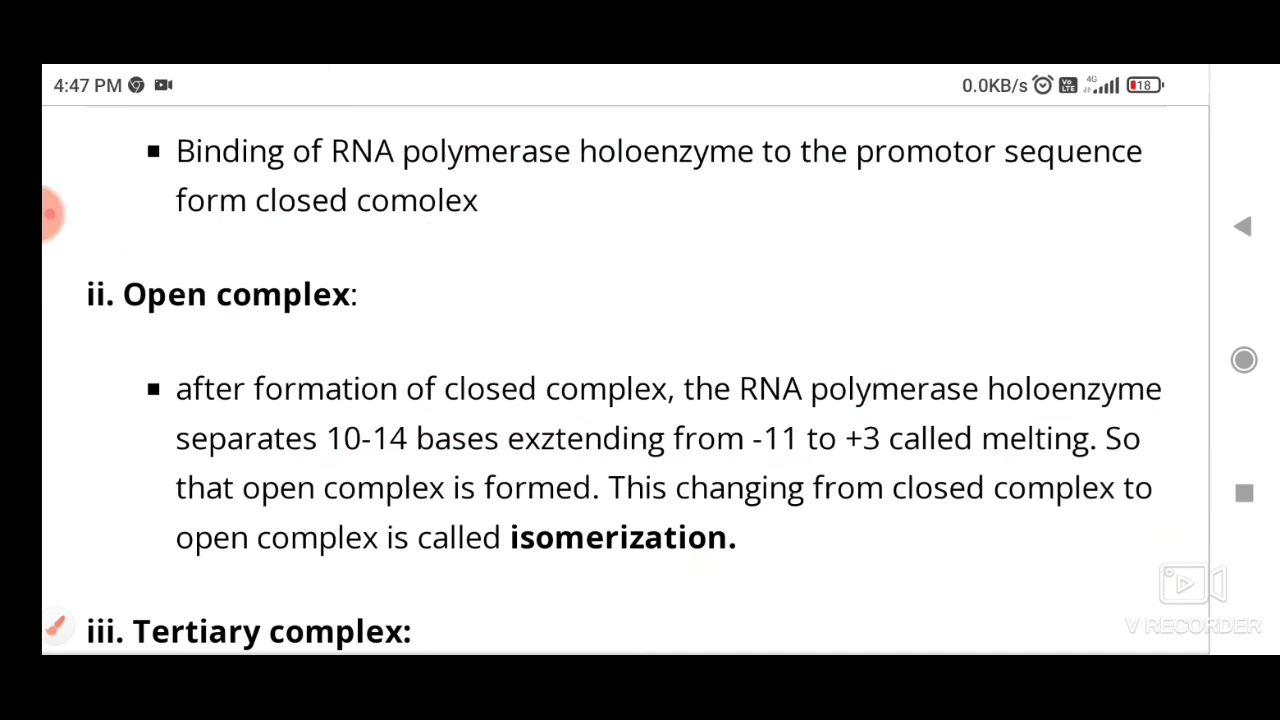 4:47 PM
0.0KB/s Vo LTE 4G 18
▪ Binding of RNA polymerase holoenzyme to the promotor sequence
form closed comolex
ii. Open complex:
▪ after formation of closed complex, the RNA polymerase holoenzyme
separates 10-14 bases exztending from -11 to +3 called melting. So
that open complex is formed. This changing from closed complex to
open complex is called isomerization.
iii. Tertiary complex:
V RECORDER